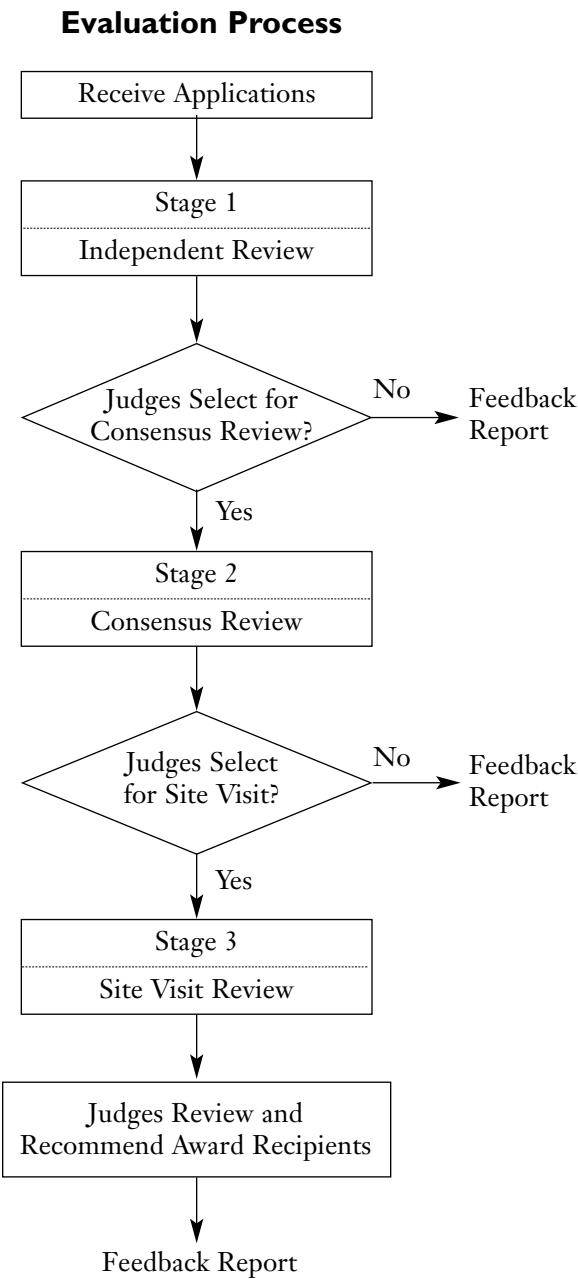 Evaluation Process
Receive Applications
Stage 1
Independent Review
Judges Select for
Consensus Review?
No
Feedback
Report
Yes
Stage 2
Consensus Review
Judges Select
for Site Visit?
No
Feedback
Report
Yes
Stage 3
Site Visit Review
Judges Review and
Recommend Award Recipients
Feedback Report